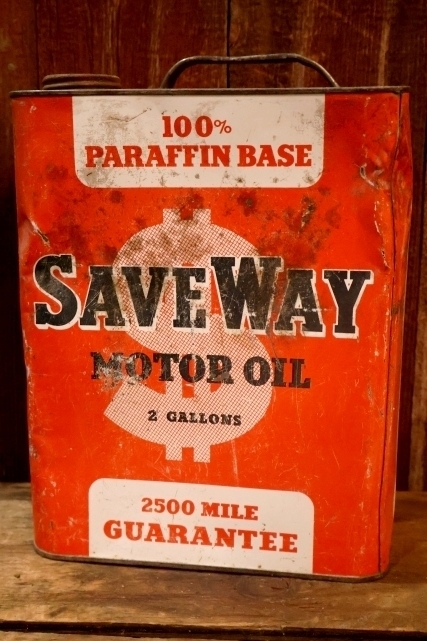 100%
PARAFFIN BASE
$
SAVEWAY
MOTOR OIL
2 GALLONS
2500 MILE
GUARANTEE